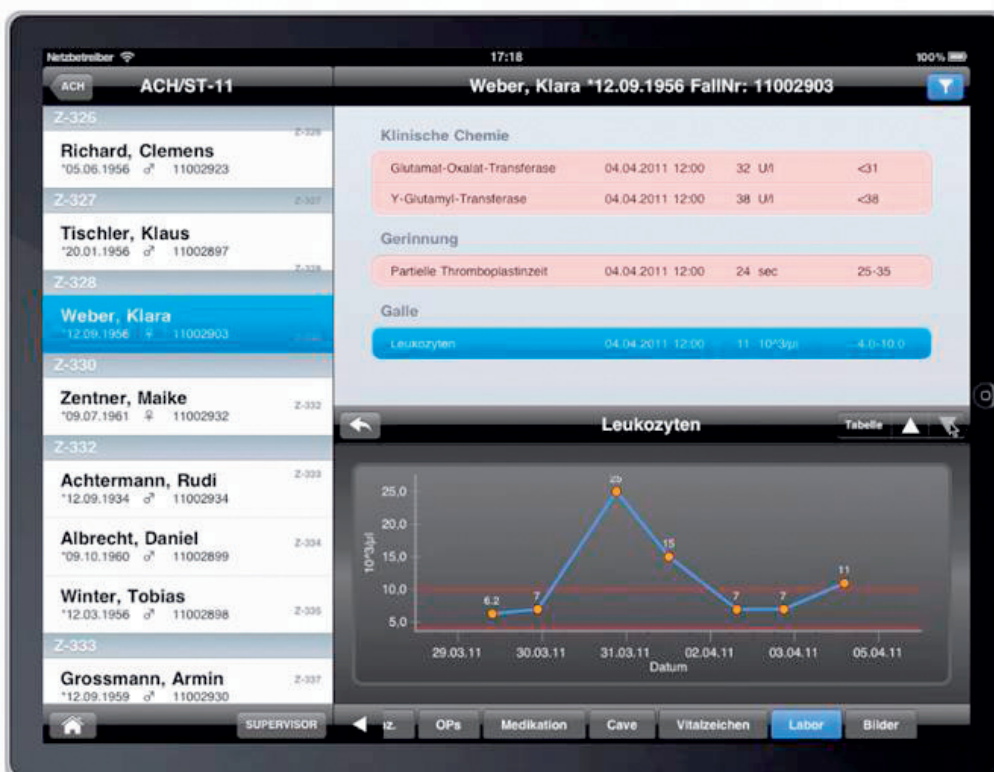 Netzbetreiber 17:18 100%
ACH ACH/ST-11 Weber, Klara *12.09.1956 FallNr: 11002903
Z-326
Z-326
Richard, Clemens
*05.06.1956 ♂ 11002923
Z-327 Z-327
Tischler, Klaus
*20.01.1956 ♂ 11002897
Z-328
Z-328
Weber, Klara
*12.09.1956 ♀ 11002903
Z-330
Zentner, Maike
*09.07.1961 ♀ 11002932
Z-332
Z-332
Achtermann, Rudi
*12.09.1934 ♂ 11002934
Z-333
Albrecht, Daniel
*09.10.1960 ♂ 11002899
Z-334
Winter, Tobias
*12.03.1956 ♂ 11002898
Z-335
Z-333
Grossmann, Armin
*12.09.1959 ♂ 11002930
Z-337
SUPERVISOR
Klinische Chemie
Glutamat-Oxalat-Transferase 04.04.2011 12:00 32 U/l <31
Y-Glutamyl-Transferase 04.04.2011 12:00 38 U/l <38
Gerinnung
Partielle Thromboplastinzeit 04.04.2011 12:00 24 sec 25-35
Galle
Leukozyten 04.04.2011 12:00 11 10^3/µl 4.0-10.0
Leukozyten Tabelle
10^3/µl
25,0
20,0
15,0
10,0
5,0
6.2 7 25 15 7 7 11
29.03.11 30.03.11 31.03.11 02.04.11 03.04.11 05.04.11
Datum
OPs Medikation Cave Vitalzeichen Labor Bilder